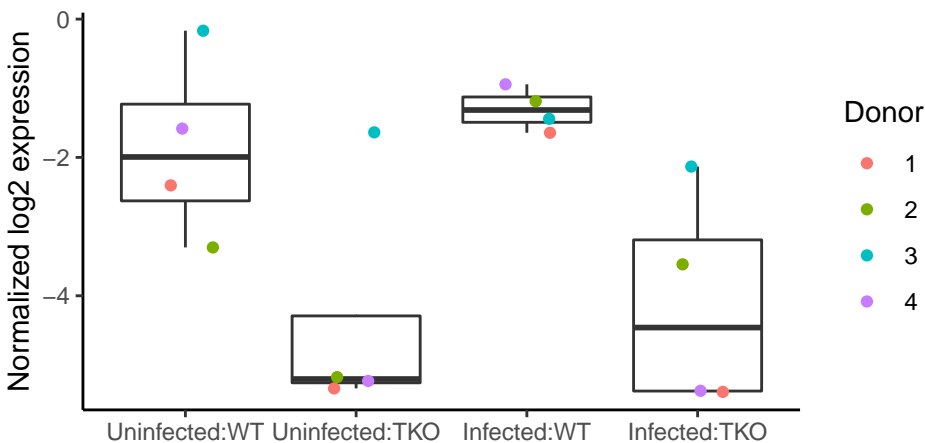 Normalized log2 expression
0
−2
−4
Uninfected:WT
Uninfected:TKO
Infected:WT
Infected:TKO
Donor
1
2
3
4